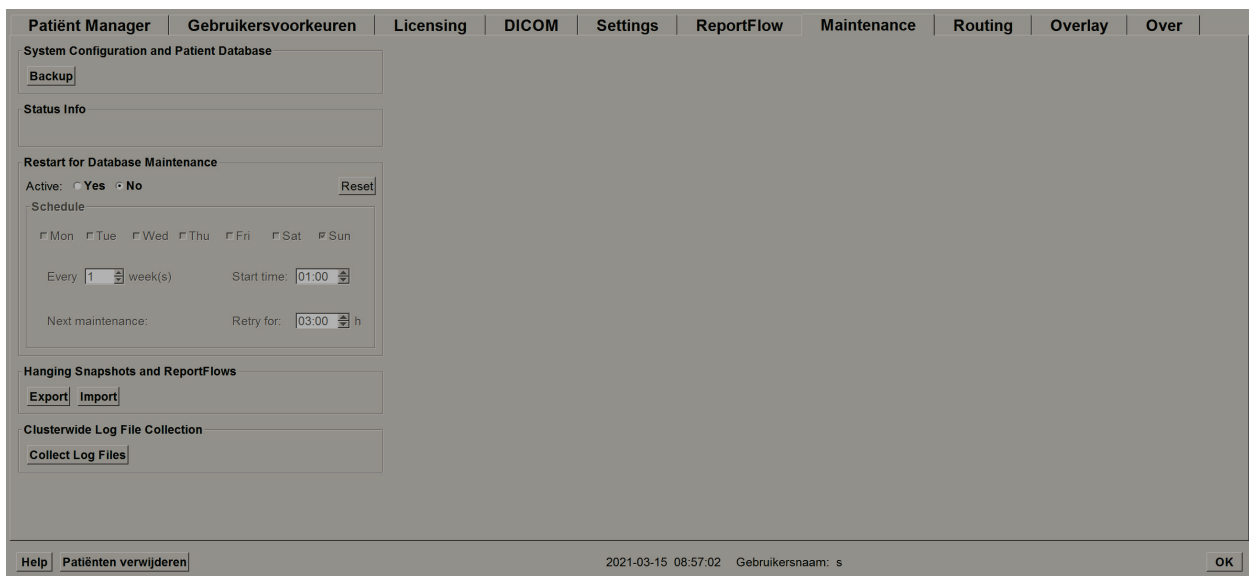 Patiënt Manager Gebruikersvoorkeuren Licensing DICOM Settings ReportFlow Maintenance Routing Overlay Over
System Configuration and Patient Database
Backup
Status Info
Restart for Database Maintenance
Active: Yes No Reset
Schedule
Mon Tue Wed Thu Fri Sat Sun
Every 1 week(s) Start time: 01:00
Next maintenance: Retry for: 03:00 h
Hanging Snapshots and ReportFlows
Export Import
Clusterwide Log File Collection
Collect Log Files
Help Patiënten verwijderen 2021-03-15 08:57:02 Gebruikersnaam: s OK